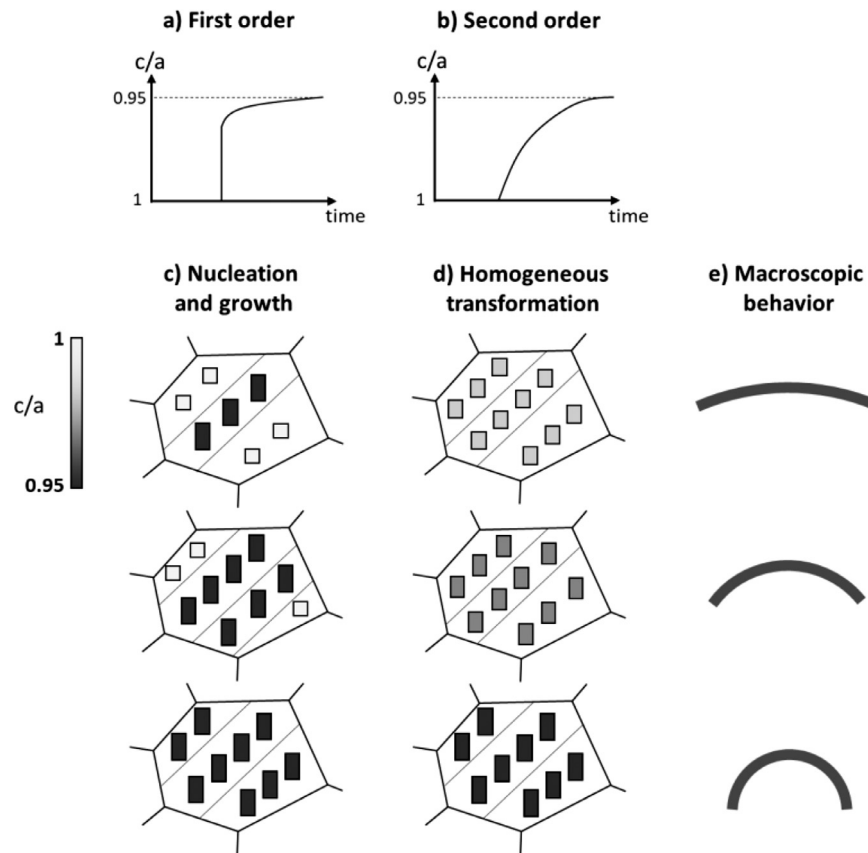 a) First order
c/a
0.95
1
time
b) Second order
c/a
0.95
1
time
c) Nucleation
and growth
d) Homogeneous
transformation
e) Macroscopic
behavior
1
c/a
0.95